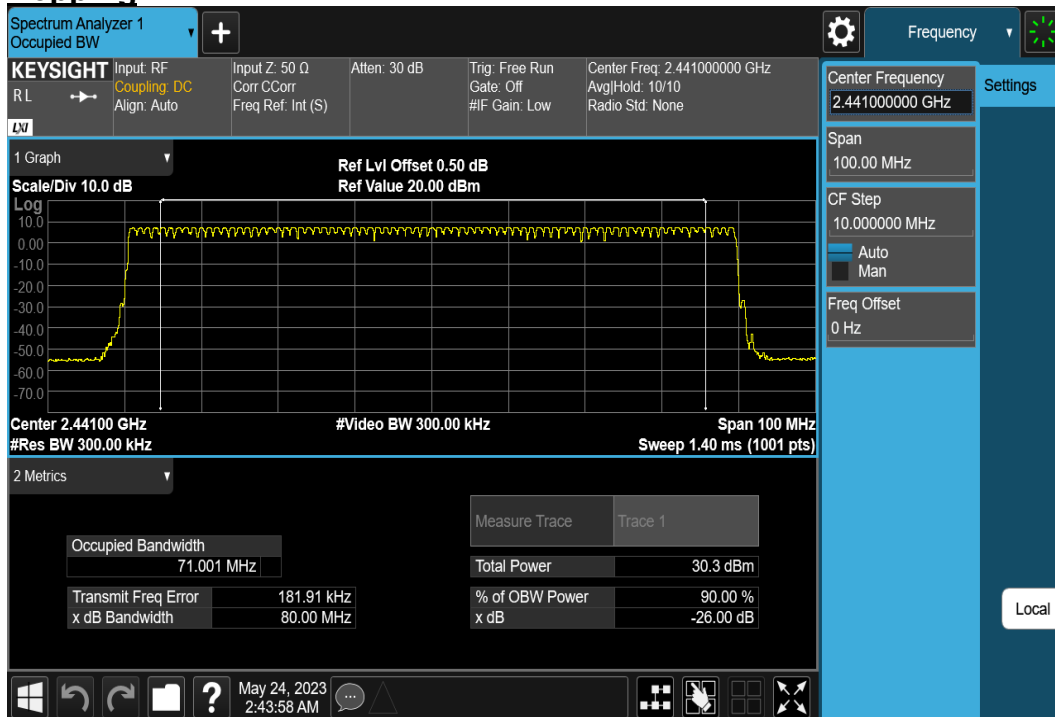 Spectrum Analyzer 1
Occupied BW
+
Frequency
KEYSIGHT
RL
LXI
Input: RF
Coupling: DC
Align: Auto
Input Z: 50 Ω
Corr CCorr
Freq Ref: Int (S)
Atten: 30 dB
Trig: Free Run
Gate: Off
#IF Gain: Low
Center Freq: 2.441000000 GHz
Avg|Hold: 10/10
Radio Std: None
Center Frequency
2.441000000 GHz
Settings
Span
100.00 MHz
CF Step
10.000000 MHz
Auto
Man
Freq Offset
0 Hz
1 Graph
Scale/Div 10.0 dB
Ref Lvl Offset 0.50 dB
Ref Value 20.00 dBm
Log
10.0
0.00
-10.0
-20.0
-30.0
-40.0
-50.0
-60.0
-70.0
Center 2.44100 GHz
#Video BW 300.00 kHz
Span 100 MHz
#Res BW 300.00 kHz
Sweep 1.40 ms (1001 pts)
2 Metrics
Measure Trace
Trace 1
Occupied Bandwidth
71.001 MHz
Total Power
30.3 dBm
Transmit Freq Error
181.91 kHz
% of OBW Power
90.00 %
x dB Bandwidth
80.00 MHz
x dB
-26.00 dB
Local
?
May 24, 2023
2:43:58 AM